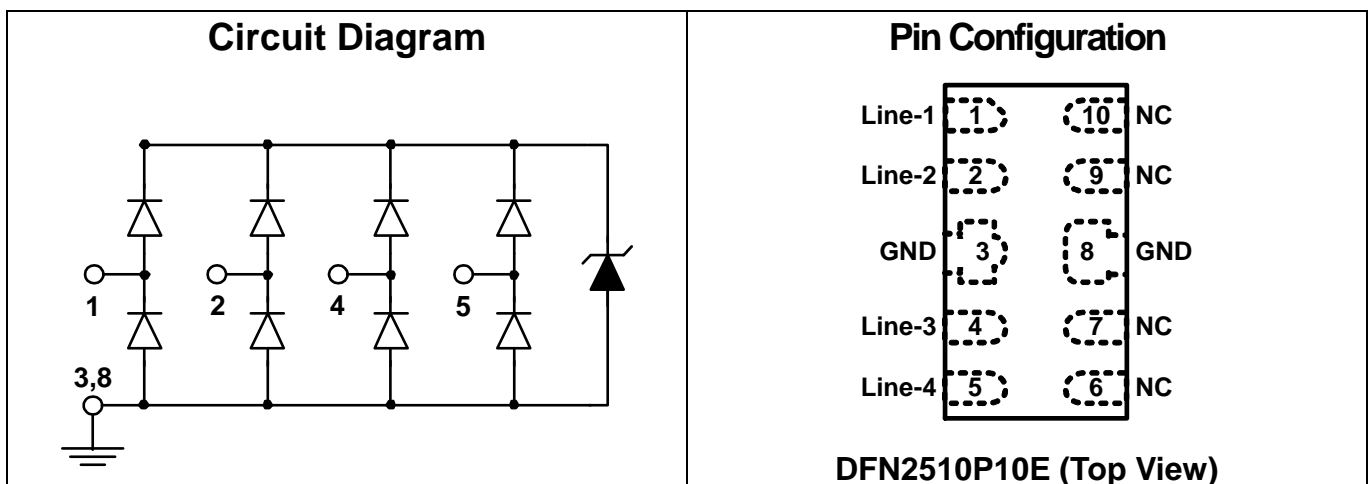 Circuit Diagram
1
2
4
5
3,8
Pin Configuration
Line-1 1 10 NC
Line-2 2 9 NC
GND 3 8 GND
Line-3 4 7 NC
Line-4 5 6 NC
DFN2510P10E (Top View)